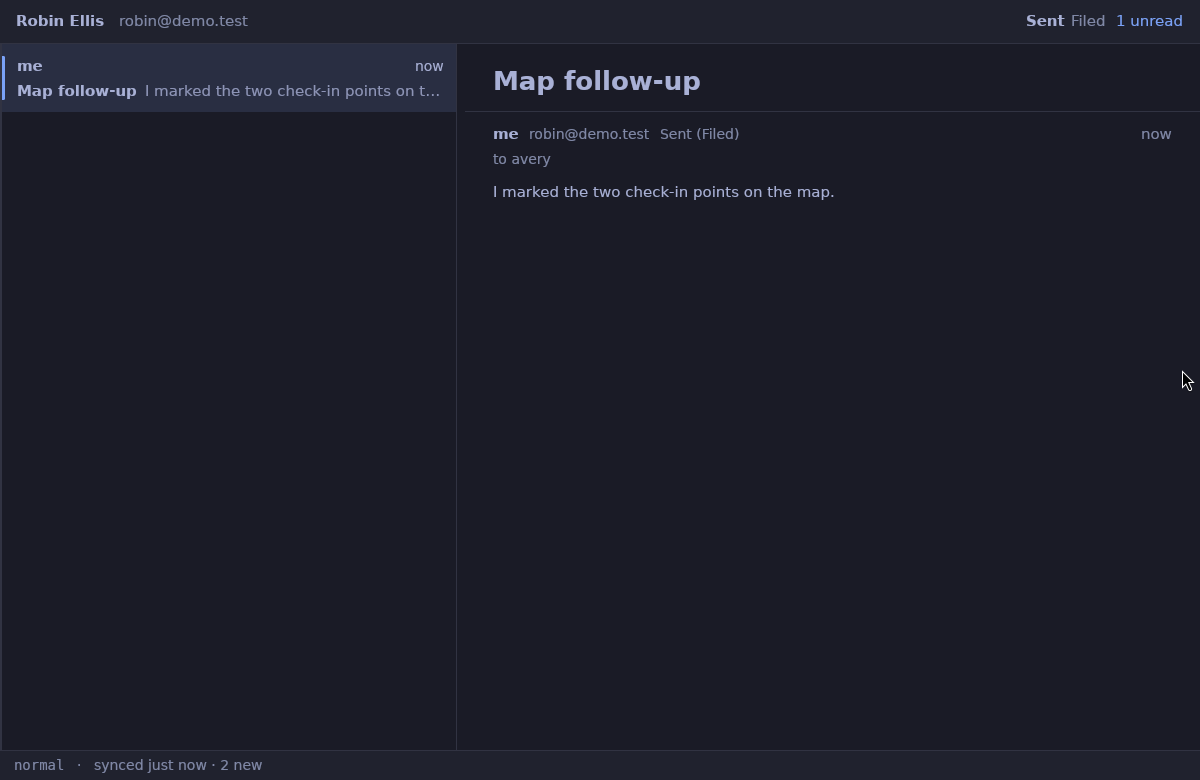 Robin Ellis robin@demo.test Sent Filed 1 unread
me now
Map follow-up I marked the two check-in points on t…
Map follow-up
me robin@demo.test Sent (Filed) now
to avery
I marked the two check-in points on the map.
normal · synced just now · 2 new